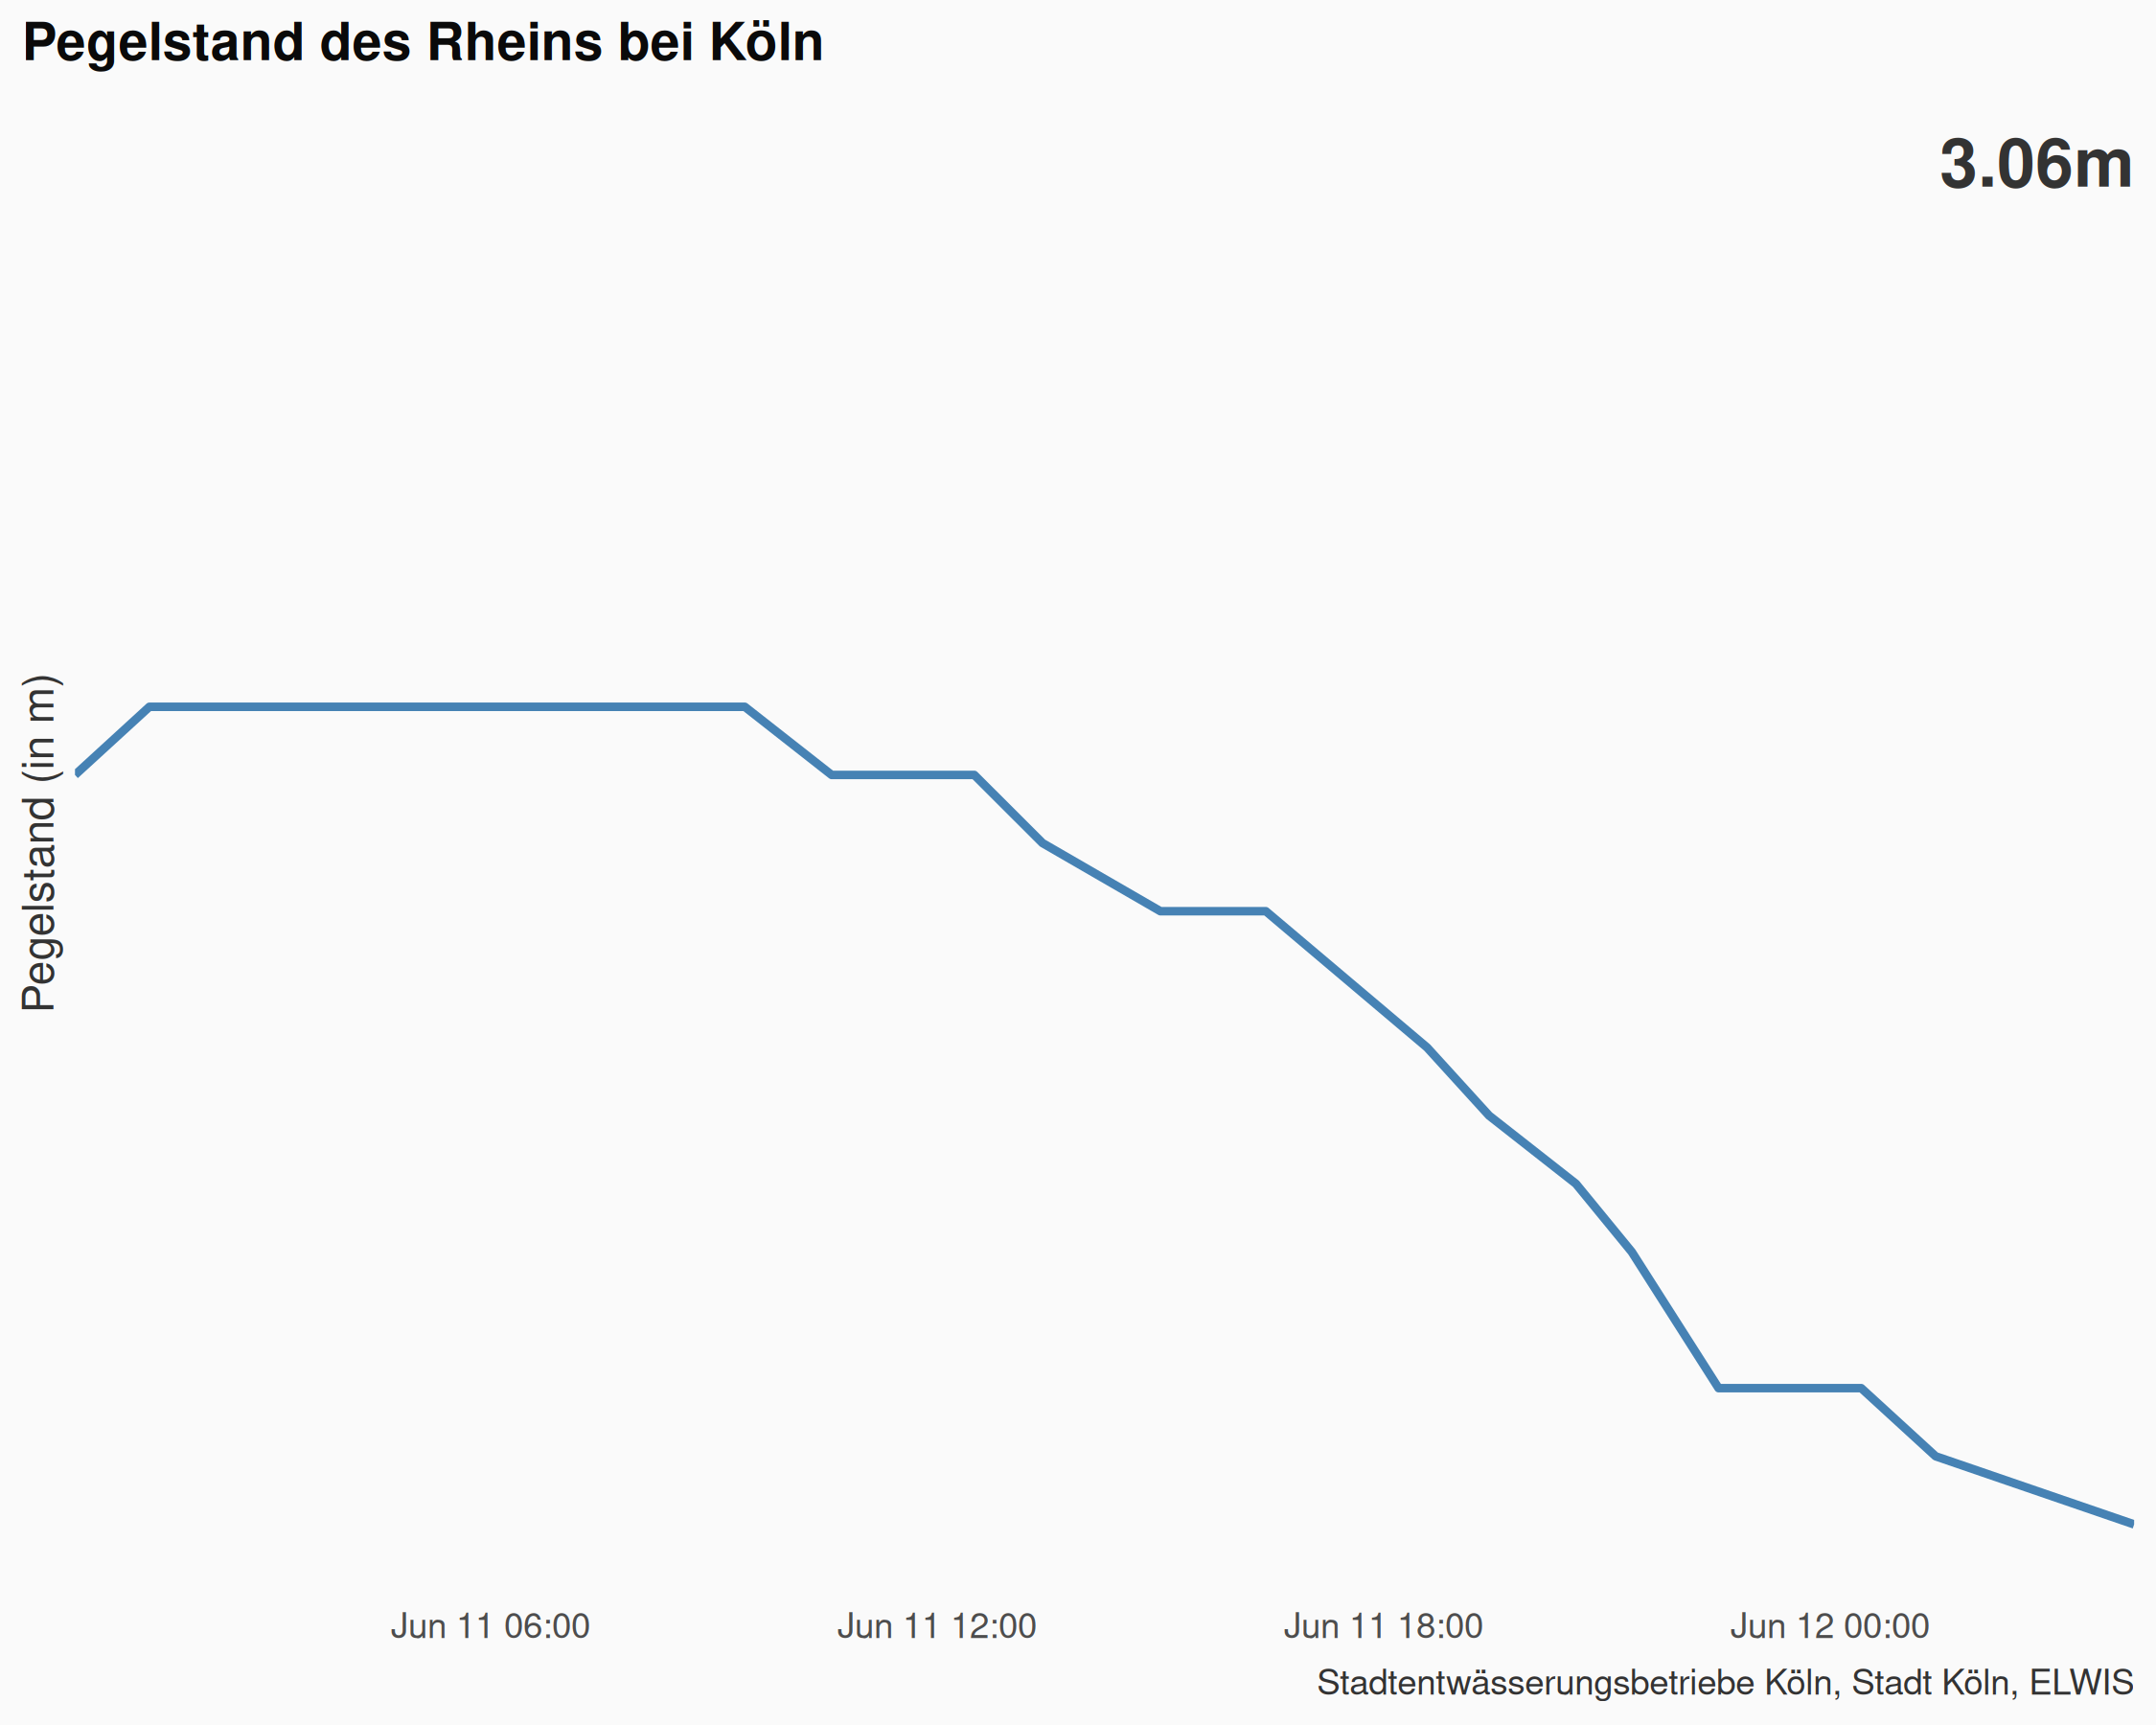 Pegelstand des Rheins bei Köln
3.06m
Pegelstand (in m)
Jun 11 06:00 Jun 11 12:00 Jun 11 18:00 Jun 12 00:00
Stadtentwässerungsbetriebe Köln, Stadt Köln, ELWIS